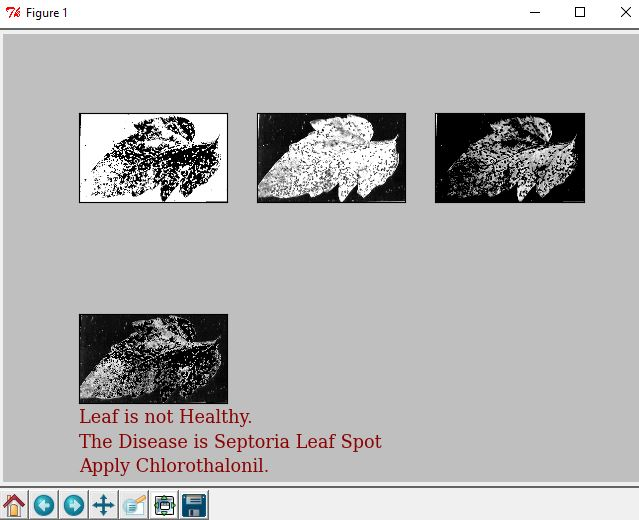 Figure 1
Leaf is not Healthy.
The Disease is Septoria Leaf Spot
Apply Chlorothalonil.